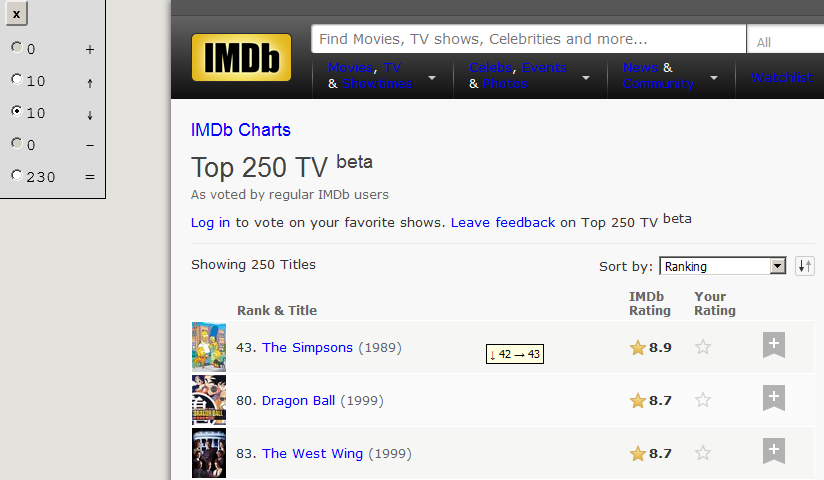 x
0 +
10 ↑
10 ↓
0 −
230 =
IMDb
Find Movies, TV shows, Celebrities and more...
All
Movies, TV
& Showtimes
Celebs, Events
& Photos
News &
Community
Watchlist
IMDb Charts
Top 250 TV beta
As voted by regular IMDb users
Log in to vote on your favorite shows. Leave feedback on Top 250 TV beta
Showing 250 Titles
Sort by: Ranking
Rank & Title
IMDb
Rating
Your
Rating
43. The Simpsons (1989)
↓ 42 → 43
8.9
80. Dragon Ball (1999)
8.7
83. The West Wing (1999)
8.7